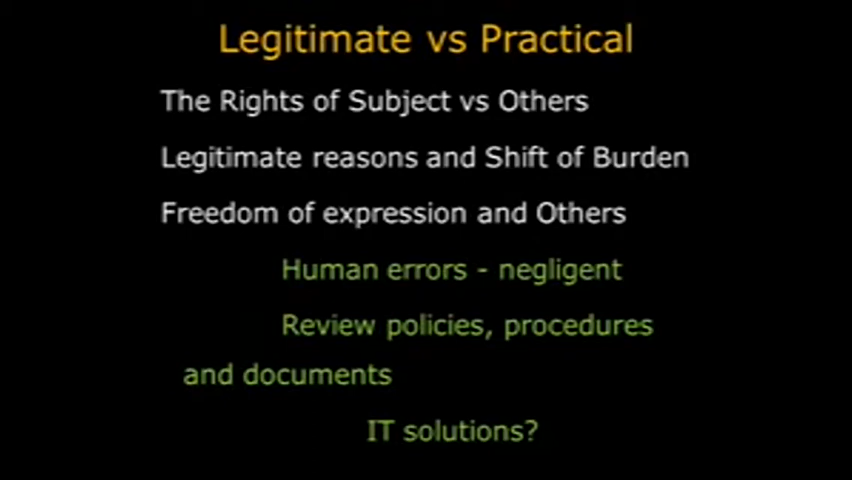 Legitimate vs Practical
The Rights of Subject vs Others
Legitimate reasons and Shift of Burden
Freedom of expression and Others
Human errors - negligent
Review policies, procedures
and documents
IT solutions?